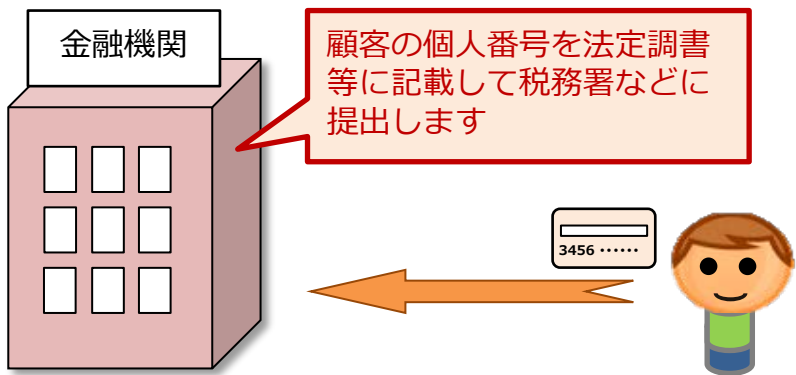 金融機関
顧客の個人番号を法定調書
等に記載して税務署などに
提出します
3456 ‥‥‥